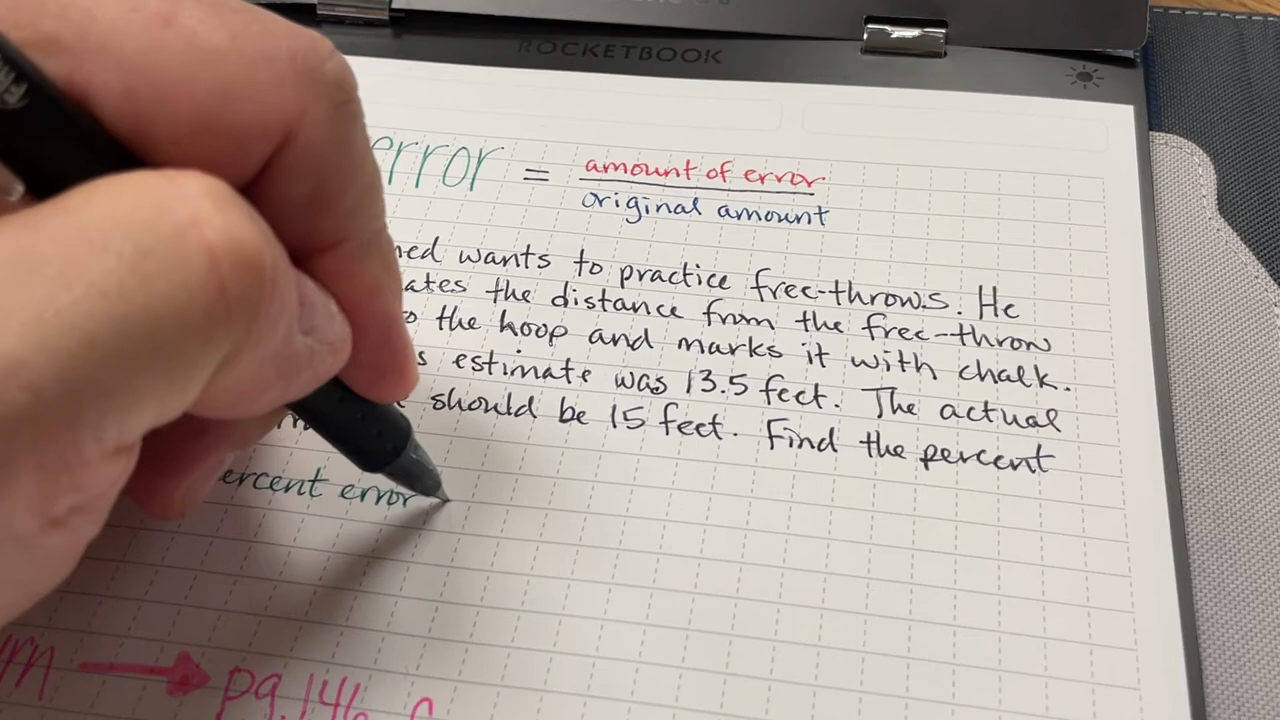 ROCKETBOOK
error = amount of error
original amount
wants to practice free-throws. He
the distance from the free-throw
the hoop and marks it with chalk.
estimate was 13.5 feet. The actual
should be 15 feet. Find the percent
ercent error
pg. 146